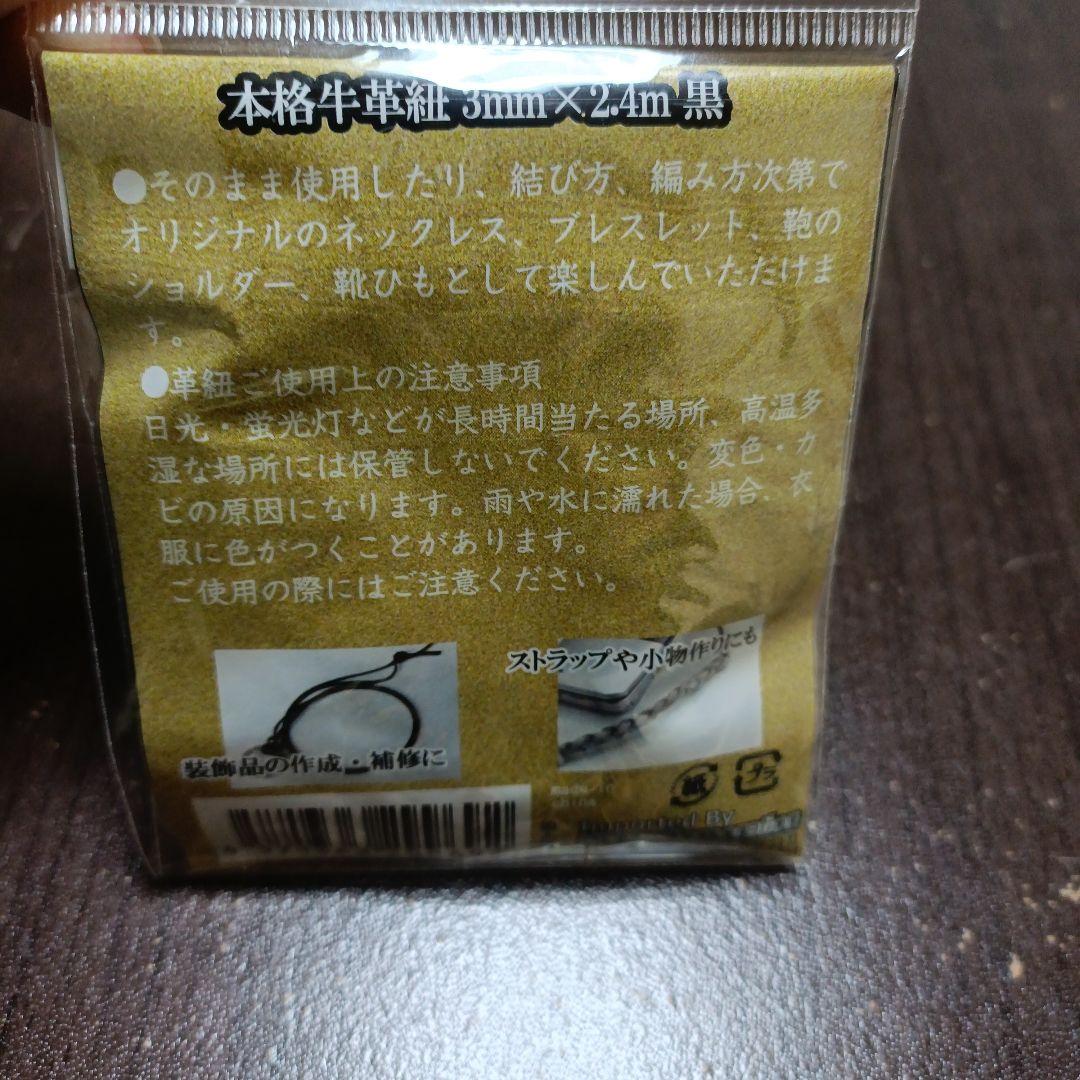 本格牛革紐 3mm×2.4m 黒
●そのまま使用したり、結び方、編み方次第で
オリジナルのネックレス、ブレスレット、鞄の
ショルダー、靴ひもとして楽しんでいただけま
す。
●革紐ご使用上の注意事項
日光・蛍光灯などが長時間当たる場所、高温多
湿な場所には保管しないでください。変色・カ
ビの原因になります。雨や水に濡れた場合、衣
服に色がつくことがあります。
ご使用の際にはご注意ください。
ストラップや小物作りにも
装飾品の作成・補修に
紙 プラ
made in
china
Imported By